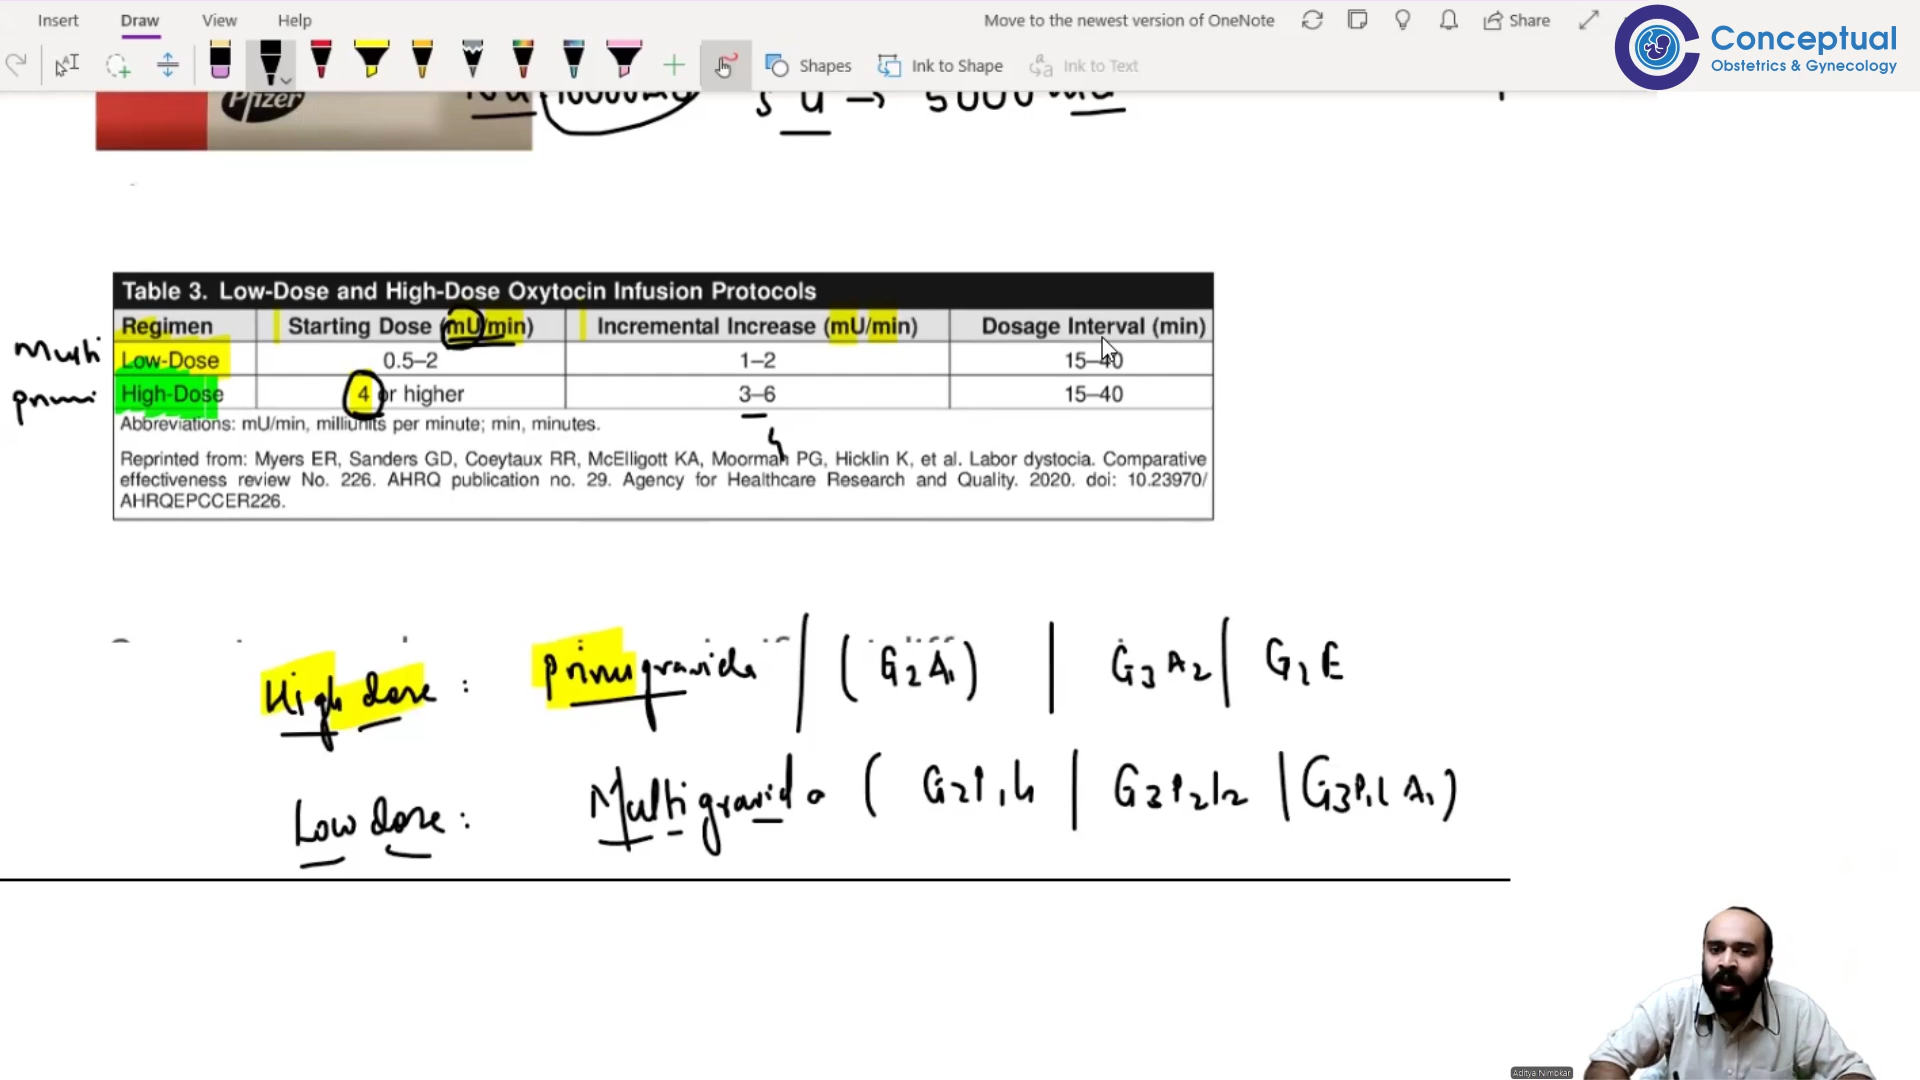 Insert Draw View Help Move to the newest version of OneNote Share
Shapes Ink to Shape Ink to Text
Conceptual
Obstetrics & Gynecology
Pfizer
5 U → 5000
Table 3. Low-Dose and High-Dose Oxytocin Infusion Protocols
Regimen Starting Dose (mU/min) Incremental Increase (mU/min) Dosage Interval (min)
Multi Low-Dose 0.5–2 1–2 15–40
primi High-Dose 4 or higher 3–6 15–40
Abbreviations: mU/min, milliunits per minute; min, minutes.
4
Reprinted from: Myers ER, Sanders GD, Coeytaux RR, McElligott KA, Moorman PG, Hicklin K, et al. Labor dystocia. Comparative
effectiveness review No. 226. AHRQ publication no. 29. Agency for Healthcare Research and Quality. 2020. doi: 10.23970/
AHRQEPCCER226.
High dose : primigravida | (G2A1) | G3A2 | G2E
Low dose : Multigravida ( G2P1L1 | G3P2L2 | G3P1L1A1)
Aditya Nimbkar